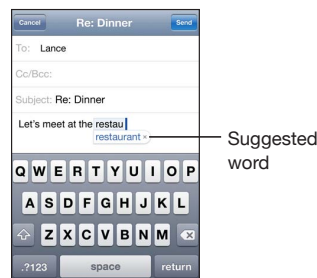 Cancel Re: Dinner Send
To: Lance
Cc/Bcc:
Subject: Re: Dinner
Let's meet at the restau
restaurant ×
Suggested
word
Q W E R T Y U I O P
A S D F G H J K L
Z X C V B N M
.?123 space return